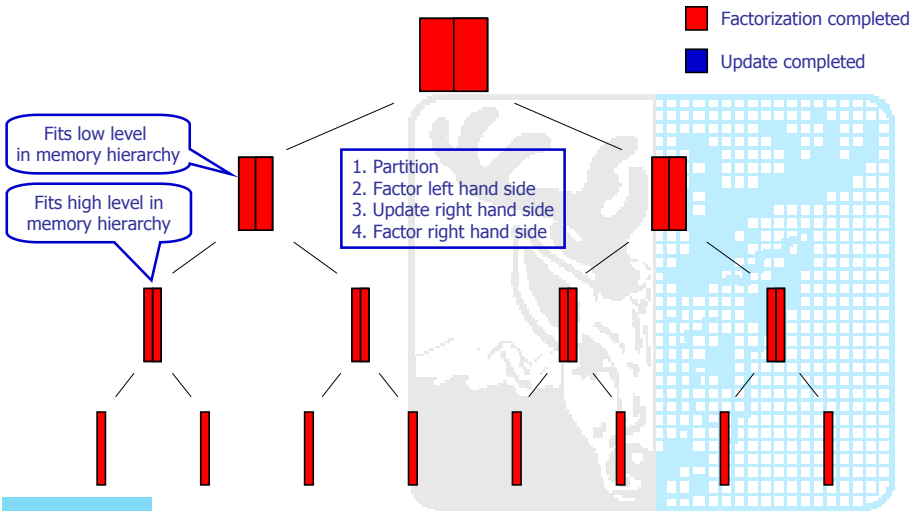 Factorization completed
Update completed
Fits low level
in memory hierarchy
1. Partition
2. Factor left hand side
3. Update right hand side
4. Factor right hand side
Fits high level in
memory hierarchy